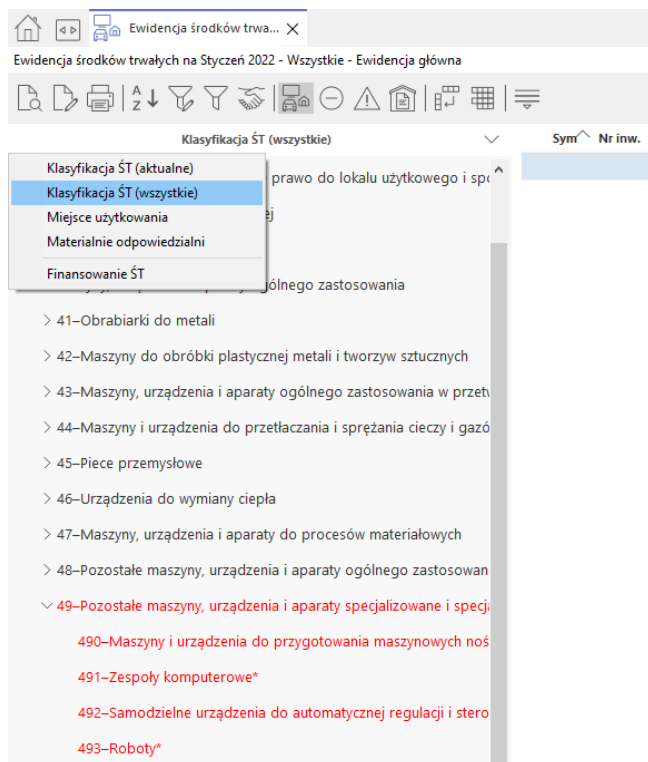 Ewidencja środków trwa...
Ewidencja środków trwałych na Styczeń 2022 - Wszystkie - Ewidencja główna
Klasyfikacja ŚT (wszystkie)
Sym Nr inw.
Klasyfikacja ŚT (aktualne)
prawo do lokalu użytkowego i sp
Klasyfikacja ŚT (wszystkie)
Miejsce użytkowania
ej
Materialnie odpowiedzialni
Finansowanie ŚT
ólnego zastosowania
41–Obrabiarki do metali
42–Maszyny do obróbki plastycznej metali i tworzyw sztucznych
43–Maszyny, urządzenia i aparaty ogólnego zastosowania w przetw
44–Maszyny i urządzenia do przetłaczania i sprężania cieczy i gazó
45–Piece przemysłowe
46–Urządzenia do wymiany ciepła
47–Maszyny, urządzenia i aparaty do procesów materiałowych
48–Pozostałe maszyny, urządzenia i aparaty ogólnego zastosowan
49–Pozostałe maszyny, urządzenia i aparaty specjalizowane i specja
490–Maszyny i urządzenia do przygotowania maszynowych noś
491–Zespoły komputerowe*
492–Samodzielne urządzenia do automatycznej regulacji i stero
493–Roboty*